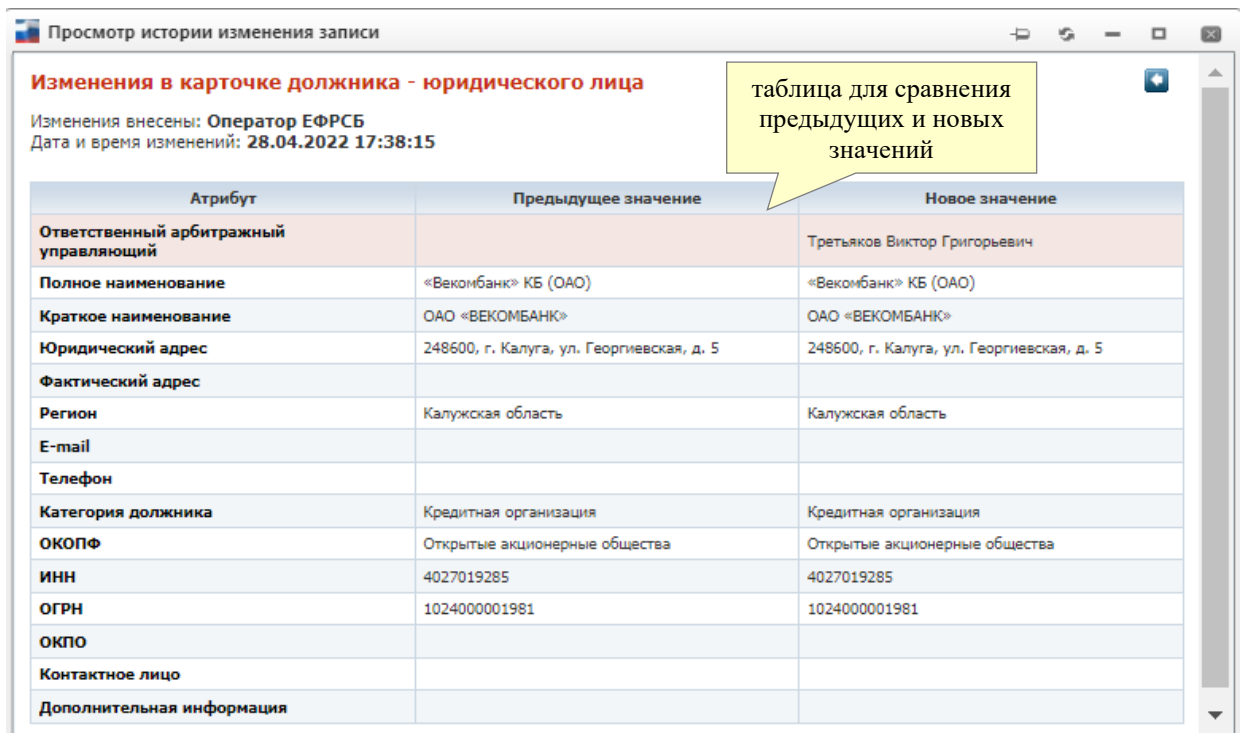 Просмотр истории изменения записи
Изменения в карточке должника - юридического лица
таблица для сравнения
предыдущих и новых
значений
Изменения внесены: Оператор ЕФРСБ
Дата и время изменений: 28.04.2022 17:38:15
Атрибут Предыдущее значение Новое значение
Ответственный арбитражный
управляющий Третьяков Виктор Григорьевич
Полное наименование «Векомбанк» КБ (ОАО) «Векомбанк» КБ (ОАО)
Краткое наименование ОАО «ВЕКОМБАНК» ОАО «ВЕКОМБАНК»
Юридический адрес 248600, г. Калуга, ул. Георгиевская, д. 5 248600, г. Калуга, ул. Георгиевская, д. 5
Фактический адрес
Регион Калужская область Калужская область
E-mail
Телефон
Категория должника Кредитная организация Кредитная организация
ОКОПФ Открытые акционерные общества Открытые акционерные общества
ИНН 4027019285 4027019285
ОГРН 1024000001981 1024000001981
ОКПО
Контактное лицо
Дополнительная информация